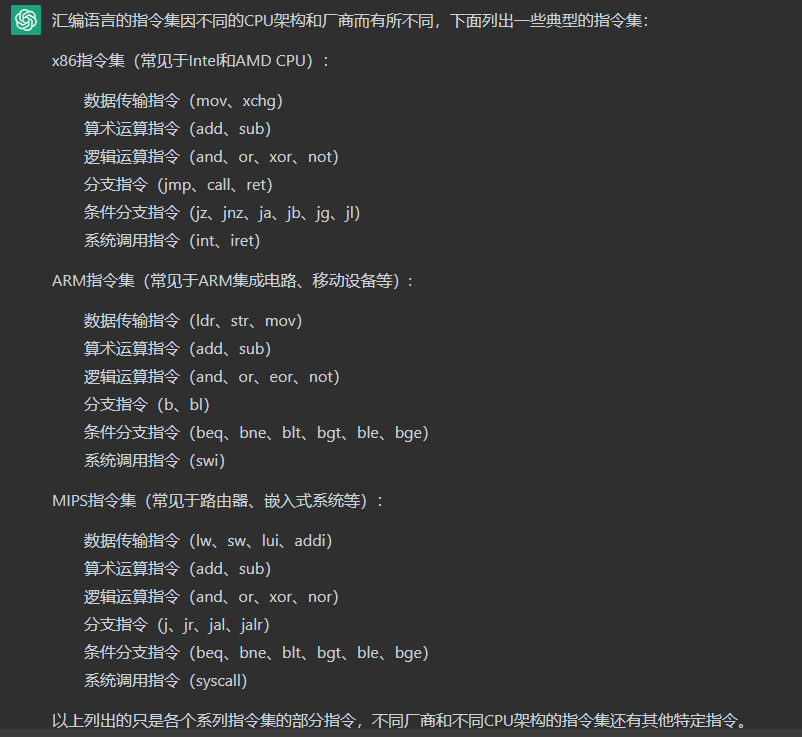 汇编语言的指令集因不同的CPU架构和厂商而有所不同，下面列出一些典型的指令集：
x86指令集（常见于Intel和AMD CPU）：
数据传输指令（mov、xchg）
算术运算指令（add、sub）
逻辑运算指令（and、or、xor、not）
分支指令（jmp、call、ret）
条件分支指令（jz、jnz、ja、jb、jg、jl）
系统调用指令（int、iret）
ARM指令集（常见于ARM集成电路、移动设备等）：
数据传输指令（ldr、str、mov）
算术运算指令（add、sub）
逻辑运算指令（and、or、eor、not）
分支指令（b、bl）
条件分支指令（beq、bne、blt、bgt、ble、bge）
系统调用指令（swi）
MIPS指令集（常见于路由器、嵌入式系统等）：
数据传输指令（lw、sw、lui、addi）
算术运算指令（add、sub）
逻辑运算指令（and、or、xor、nor）
分支指令（j、jr、jal、jalr）
条件分支指令（beq、bne、blt、bgt、ble、bge）
系统调用指令（syscall）
以上列出的只是各个系列指令集的部分指令，不同厂商和不同CPU架构的指令集还有其他特定指令。